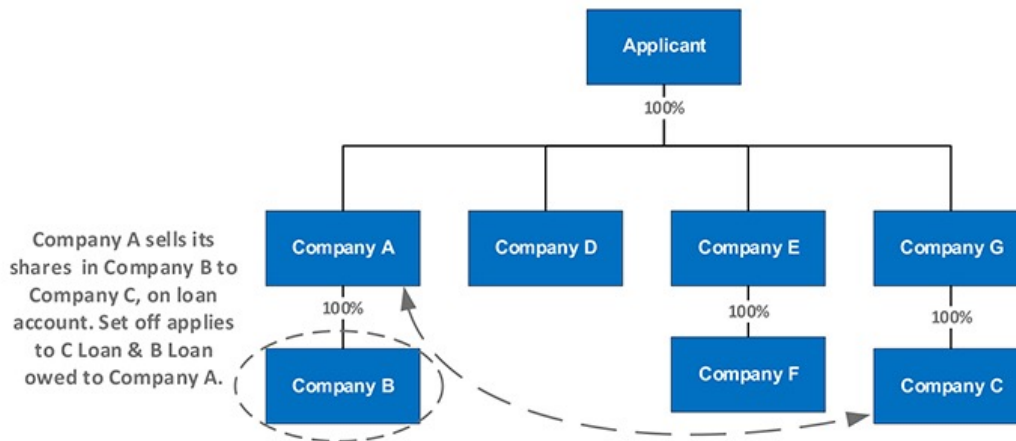 Applicant
100%
Company A
Company D
Company E
Company G
Company A sells its
shares in Company B to
Company C, on loan
account. Set off applies
to C Loan & B Loan
owed to Company A.
100%
100%
100%
Company B
Company F
Company C